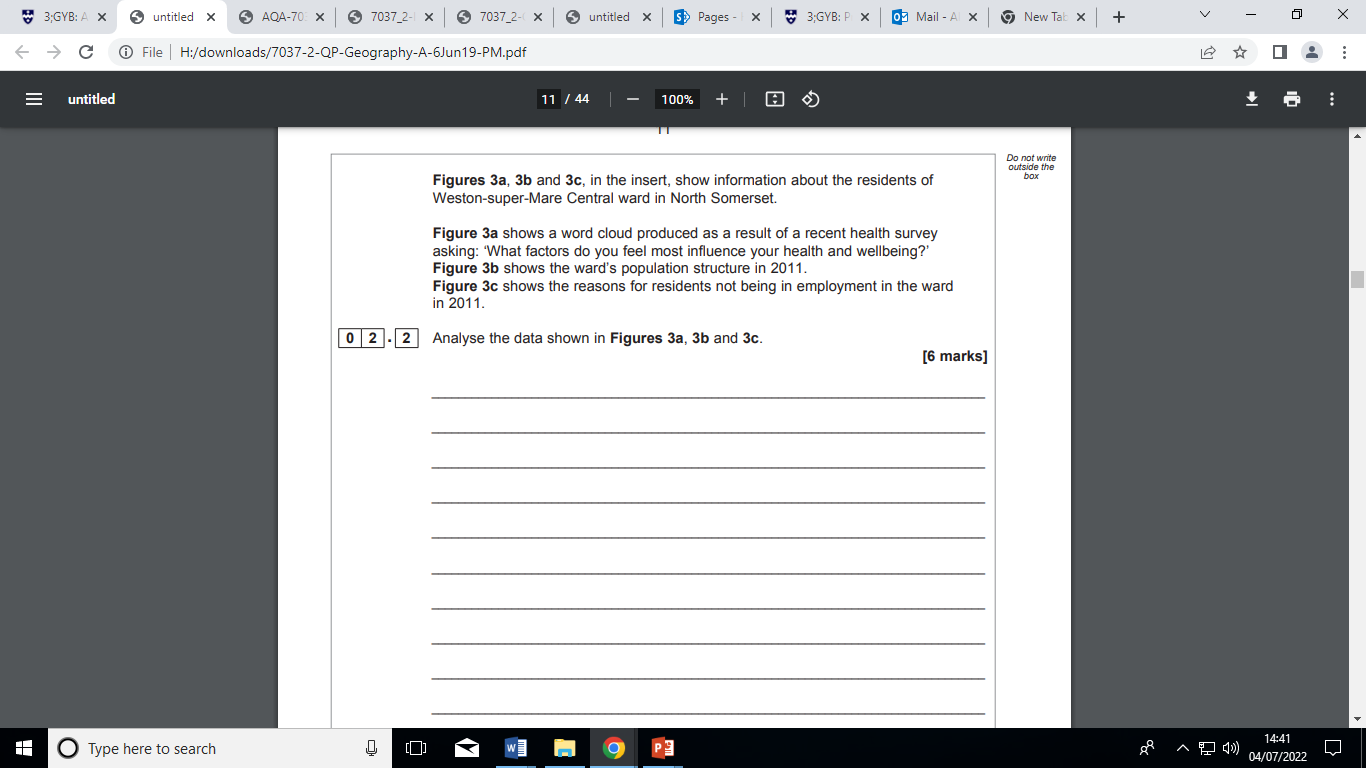 3;GYB: A
untitled
AQA-70
7037_2-
7037_2-
untitled
Pages -
3;GYB: P
Mail - A
New Tab
File
H:/downloads/7037-2-QP-Geography-A-6Jun19-PM.pdf
untitled
11 / 44
100%
Do not write
outside the
box
Figures 3a, 3b and 3c, in the insert, show information about the residents of
Weston-super-Mare Central ward in North Somerset.
Figure 3a shows a word cloud produced as a result of a recent health survey
asking: ‘What factors do you feel most influence your health and wellbeing?’
Figure 3b shows the ward’s population structure in 2011.
Figure 3c shows the reasons for residents not being in employment in the ward
in 2011.
0 2 . 2 Analyse the data shown in Figures 3a, 3b and 3c.
[6 marks]
Type here to search
14:41
04/07/2022